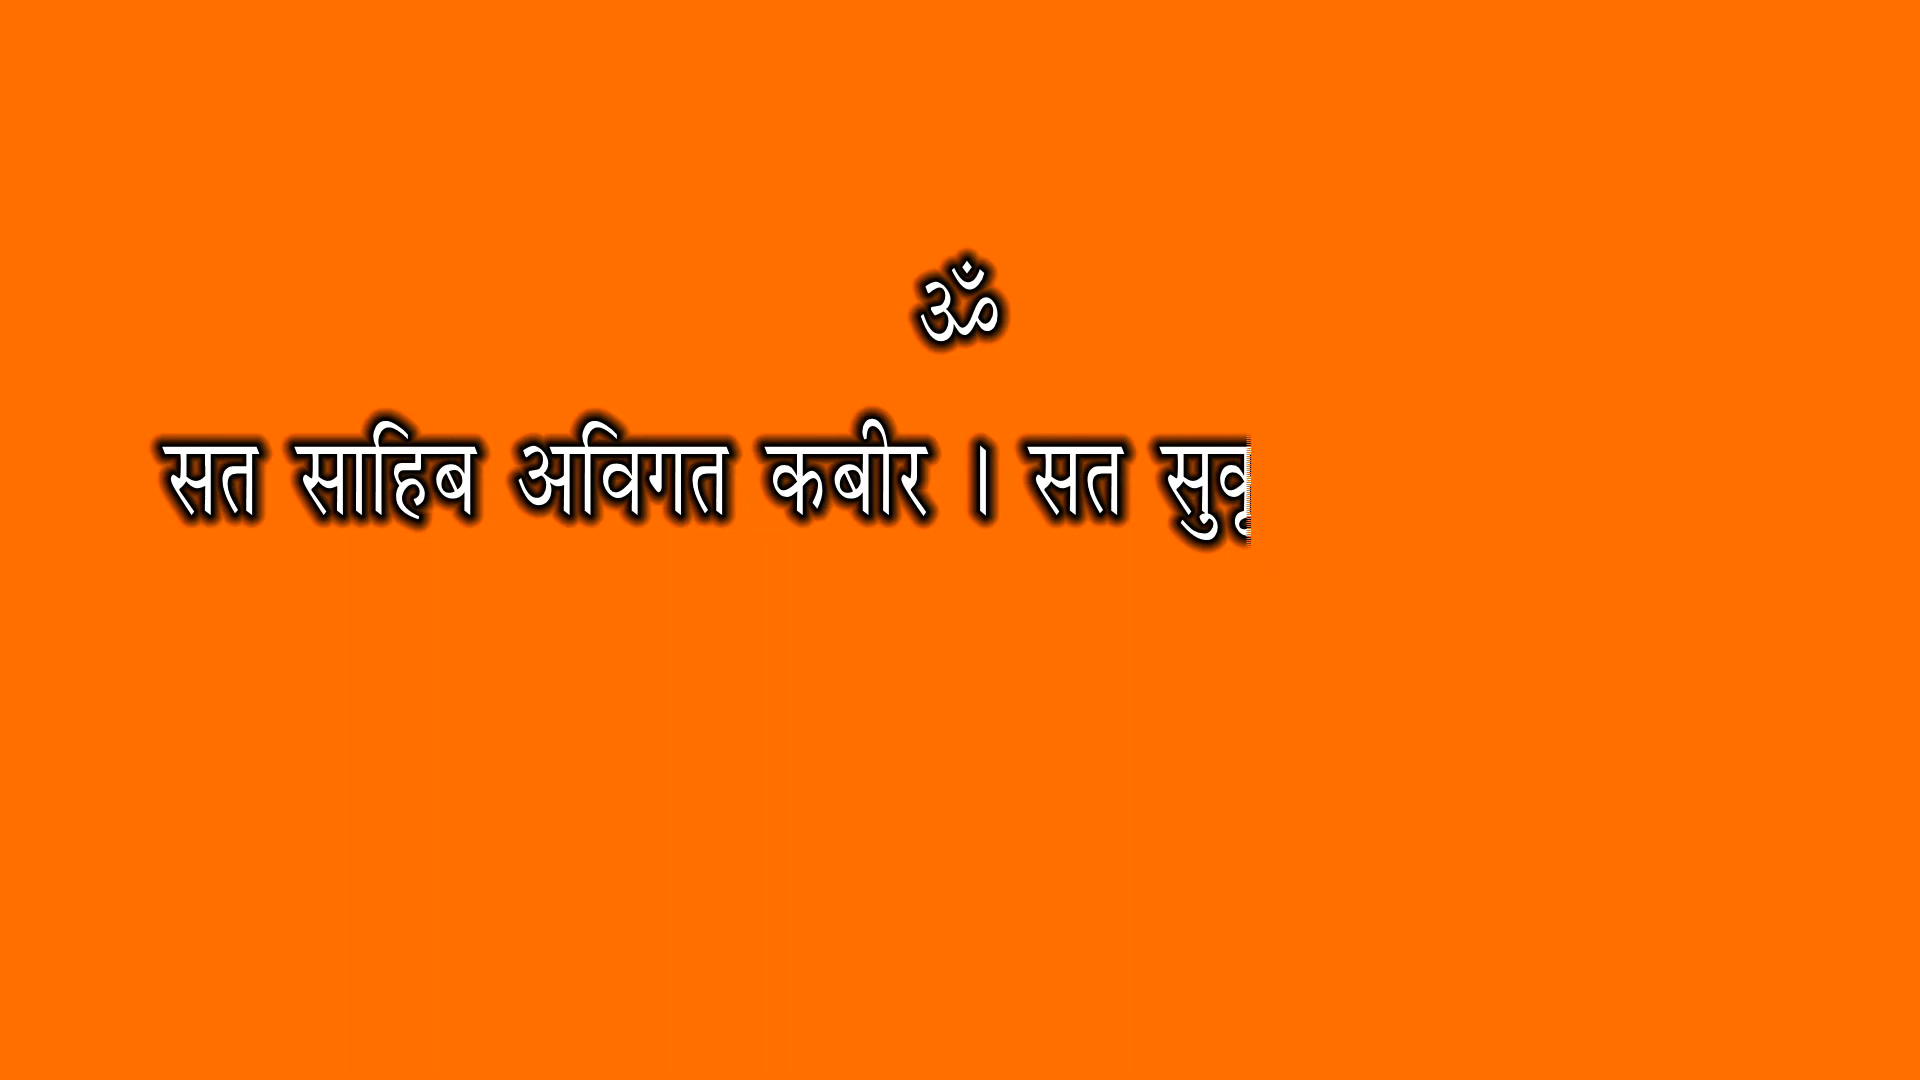 ॐ
सत साहिब अविगत कबीर । सत